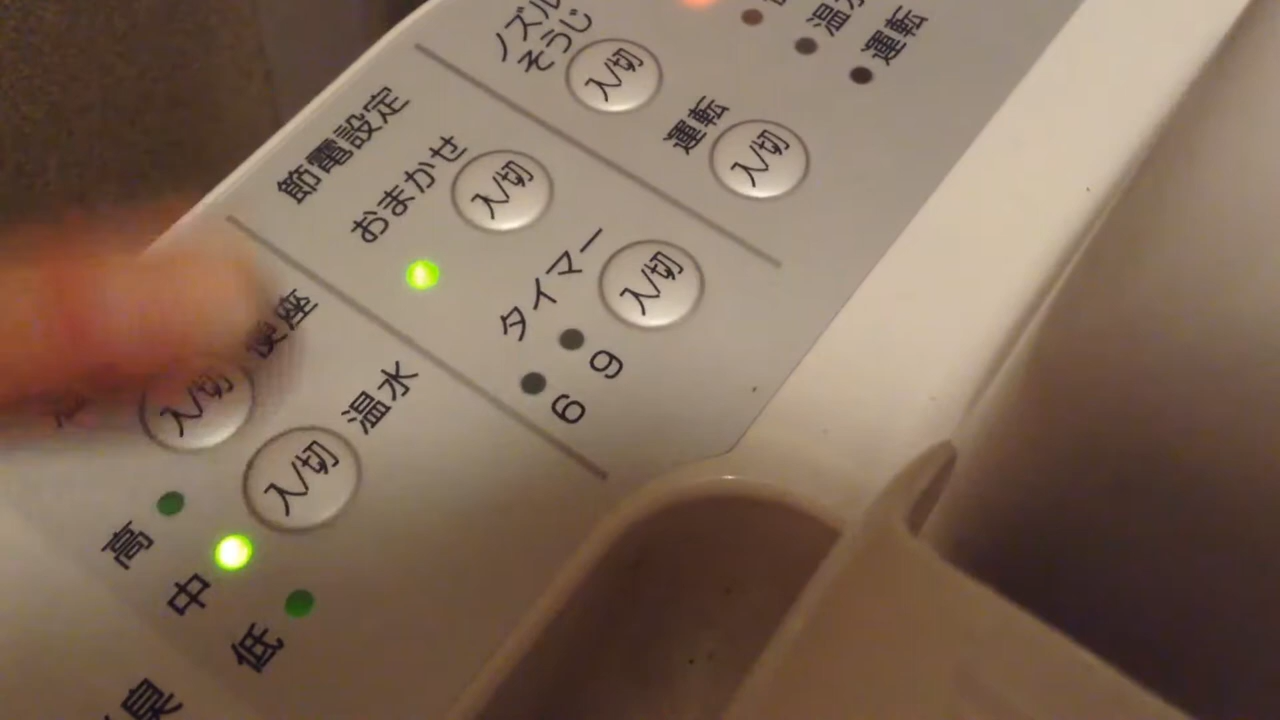 ノズル
そうじ
入/切
温水
運転
運転
入/切
節電設定
おまかせ
入/切
タイマー
入/切
9
6
便座
入/切
温水
入/切
高
中
低
臭